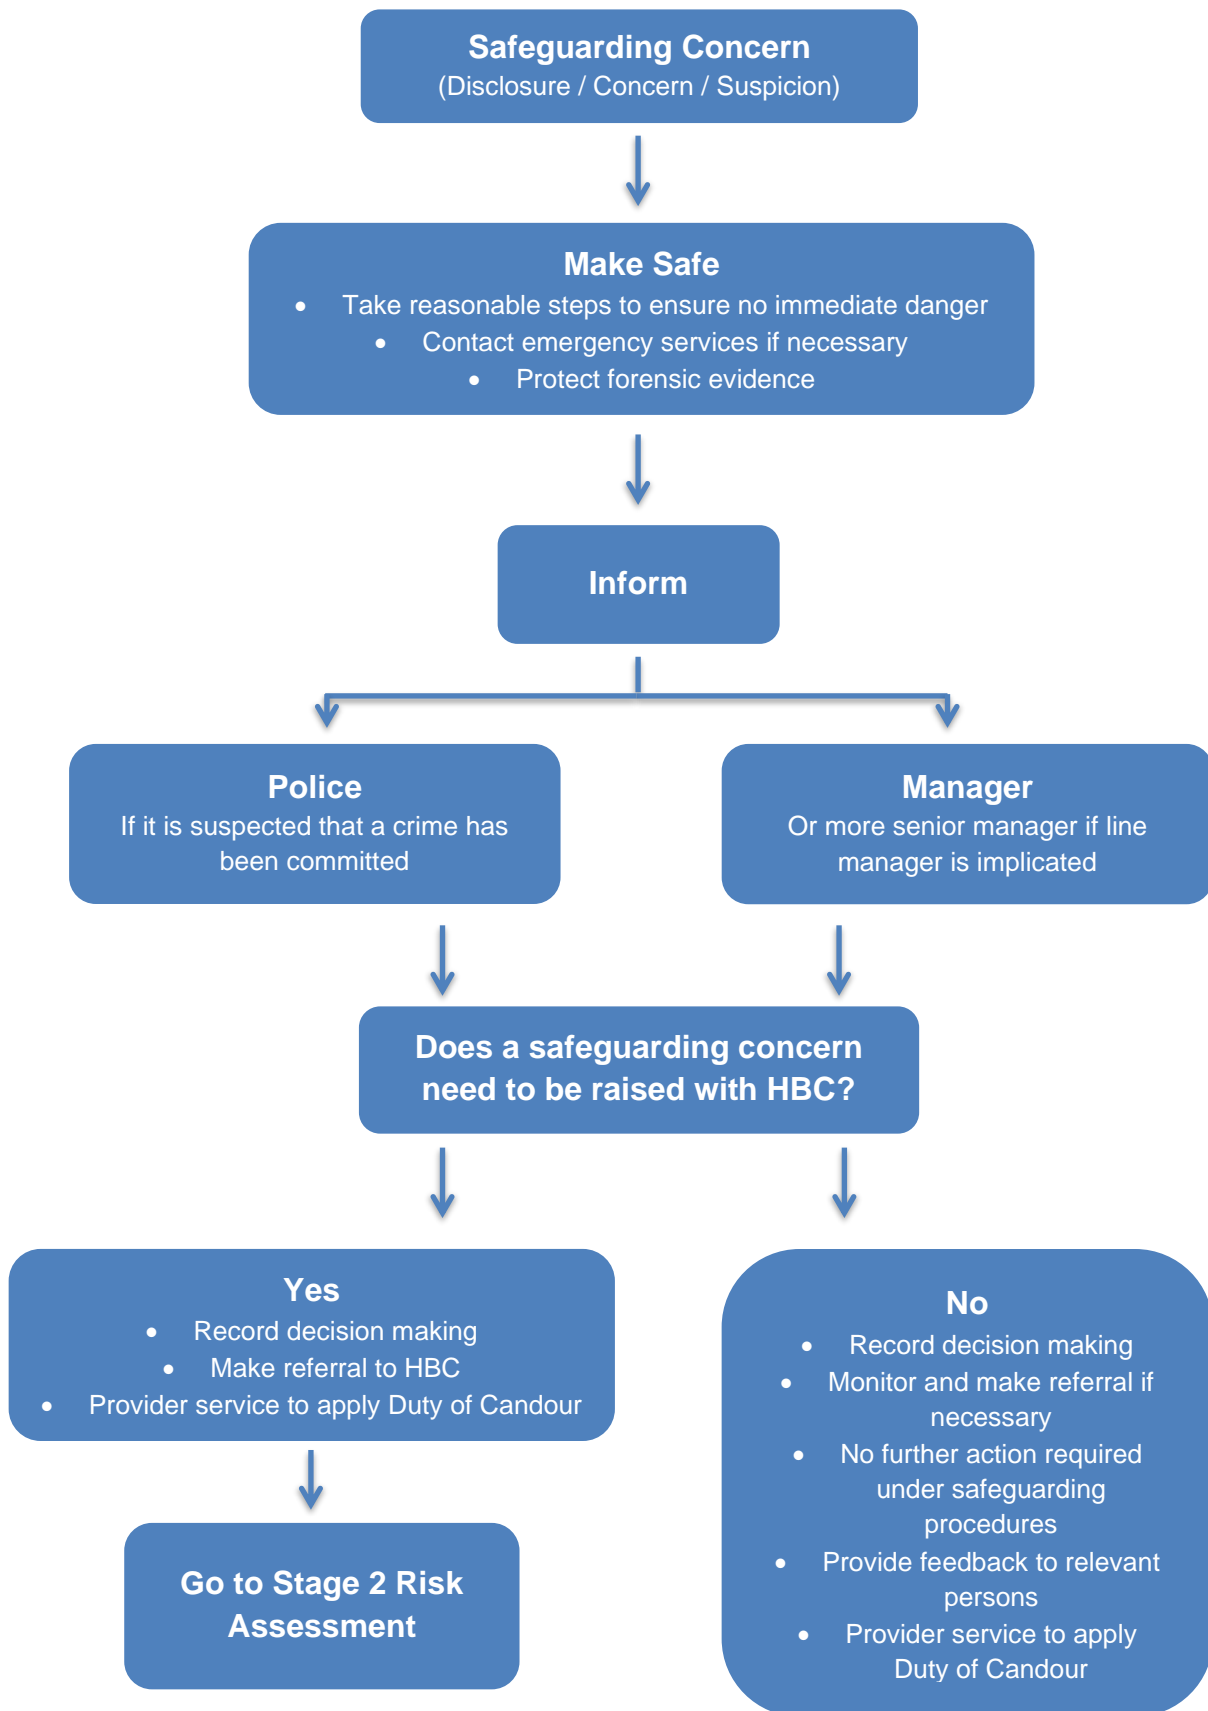 Safeguarding Concern
(Disclosure / Concern / Suspicion)
Make Safe
• Take reasonable steps to ensure no immediate danger
• Contact emergency services if necessary
• Protect forensic evidence
Inform
Police
If it is suspected that a crime has
been committed
Manager
Or more senior manager if line
manager is implicated
Does a safeguarding concern
need to be raised with HBC?
Yes
• Record decision making
• Make referral to HBC
• Provider service to apply Duty of Candour
No
• Record decision making
• Monitor and make referral if
necessary
• No further action required
under safeguarding
procedures
• Provide feedback to relevant
persons
• Provider service to apply
Duty of Candour
Go to Stage 2 Risk
Assessment